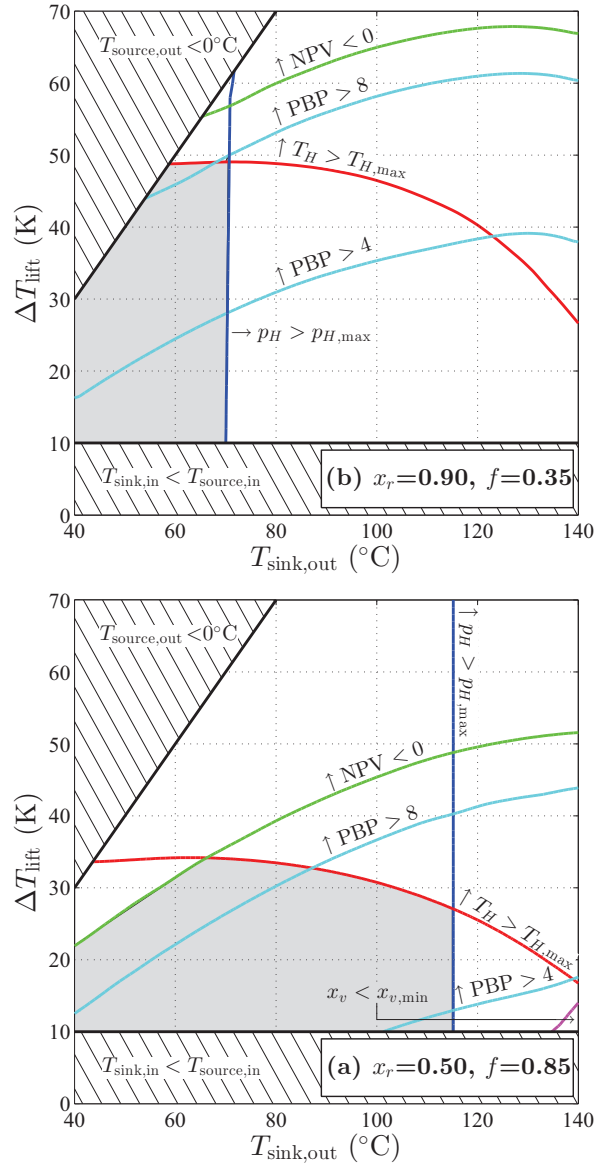 70
60
50
40
30
20
10
0
ΔT_lift (K)
T_source,out <0°C
↑ NPV < 0
↑ PBP > 8
↑ T_H > T_H,max
↑ PBP > 4
→ p_H > p_H,max
T_sink,in < T_source,in
(b) x_r=0.90, f=0.35
40 60 80 100 120 140
T_sink,out (°C)
70
60
50
40
30
20
10
0
ΔT_lift (K)
T_source,out <0°C
↑ p_H > p_H,max
↑ NPV < 0
↑ PBP > 8
↑ T_H > T_H,max
x_v < x_v,min
↑ PBP > 4
T_sink,in < T_source,in
(a) x_r=0.50, f=0.85
40 60 80 100 120 140
T_sink,out (°C)